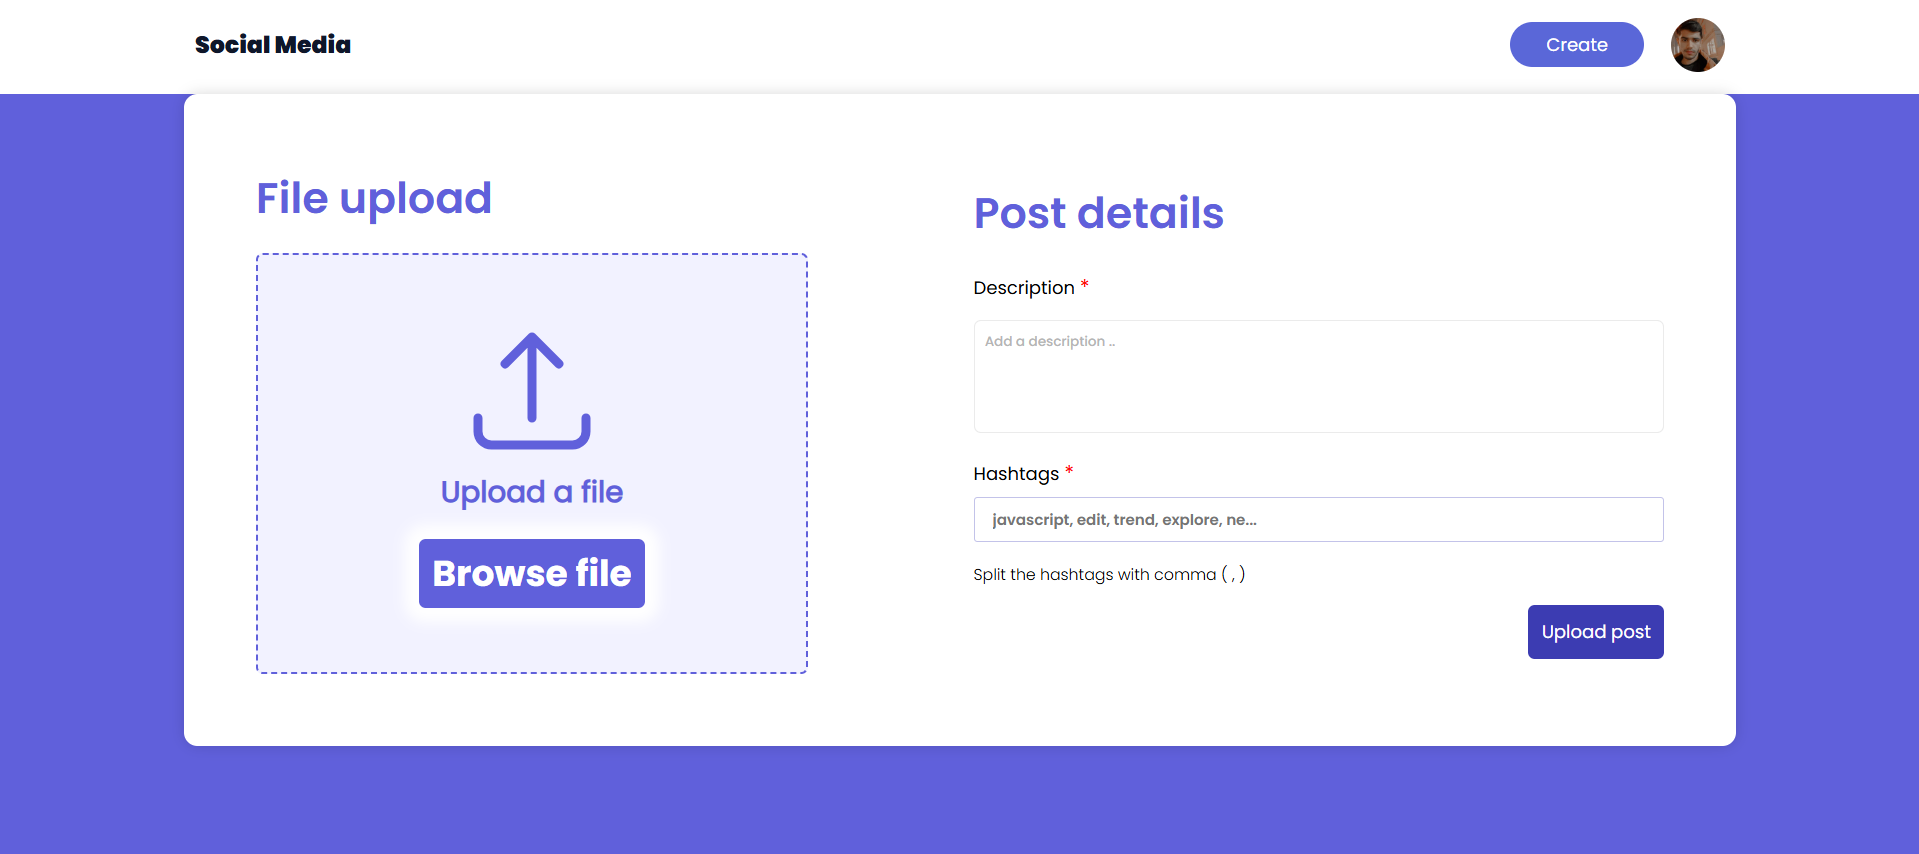 Social Media
Create
File upload
Upload a file
Browse file
Post details
Description *
Add a description ..
Hashtags *
javascript, edit, trend, explore, ne...
Split the hashtags with comma ( , )
Upload post